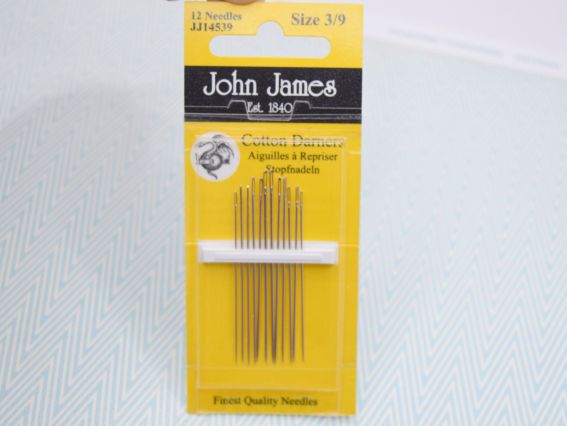 12 Needles Size 3/9
JJ14539
John James
Est. 1840
Cotton Darners
Aiguilles à Repriser
Stopfnadeln
Finest Quality Needles